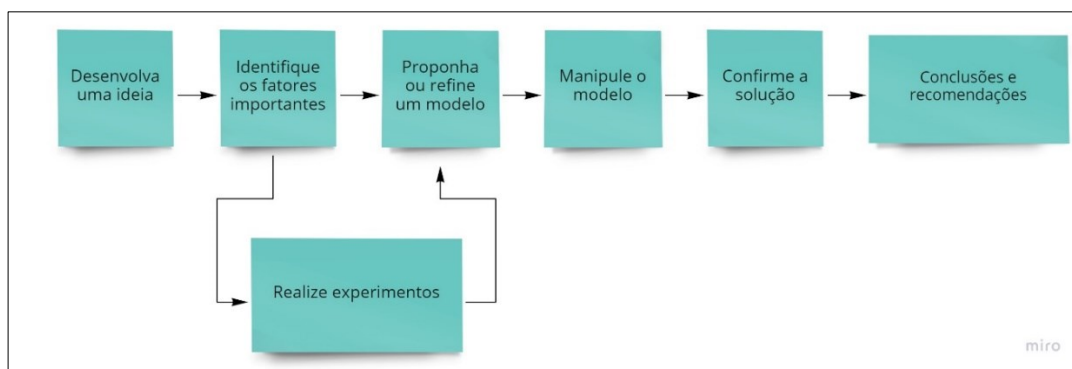 Desenvolva
uma ideia
Identifique
os fatores
importantes
Proponha
ou refine
um modelo
Manipule o
modelo
Confirme a
solução
Conclusões e
recomendações
Realize experimentos
miro